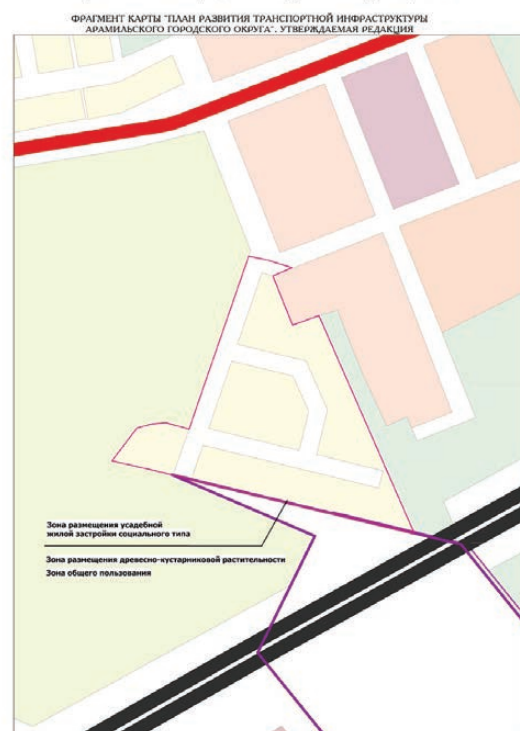 ФРАГМЕНТ КАРТЫ "ПЛАН РАЗВИТИЯ ТРАНСПОРТНОЙ ИНФРАСТРУКТУРЫ
АРАМИЛЬСКОГО ГОРОДСКОГО ОКРУГА". УТВЕРЖДАЕМАЯ РЕДАКЦИЯ
Зона размещения усадебной
жилой застройки социального типа
Зона размещения древесно-кустарниковой растительности
Зона общего пользования